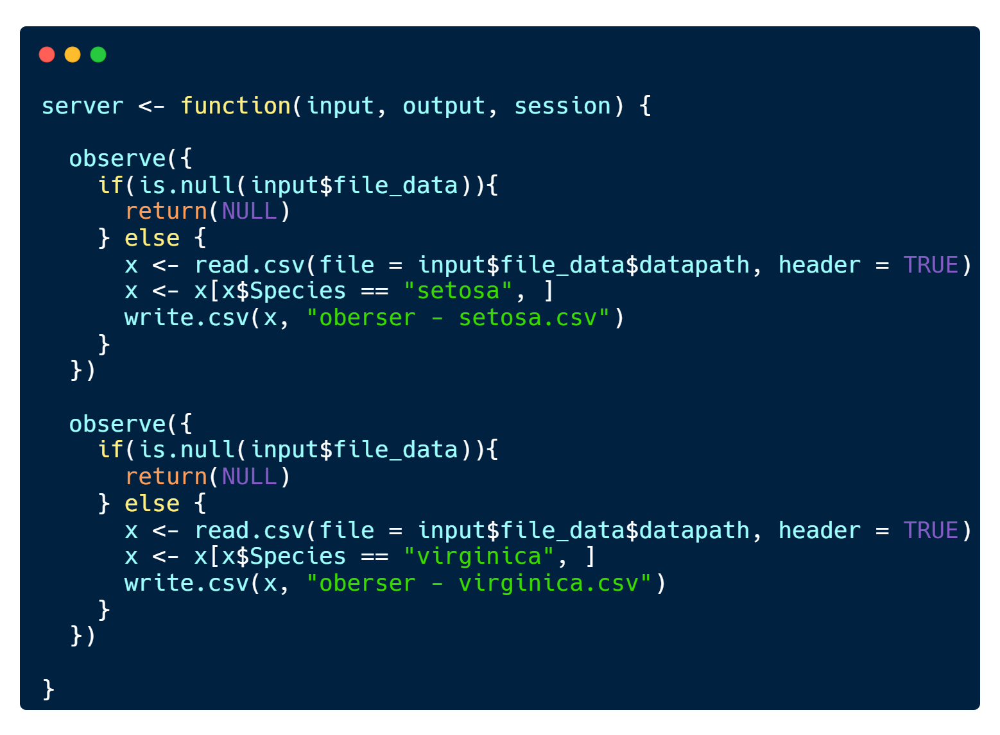 server <- function(input, output, session) {
  observe({
    if(is.null(input$file_data)){
      return(NULL)
    } else {
      x <- read.csv(file = input$file_data$datapath, header = TRUE)
      x <- x[x$Species == "setosa", ]
      write.csv(x, "oberser - setosa.csv")
    }
  })
  observe({
    if(is.null(input$file_data)){
      return(NULL)
    } else {
      x <- read.csv(file = input$file_data$datapath, header = TRUE)
      x <- x[x$Species == "virginica", ]
      write.csv(x, "oberser - virginica.csv")
    }
  })
}